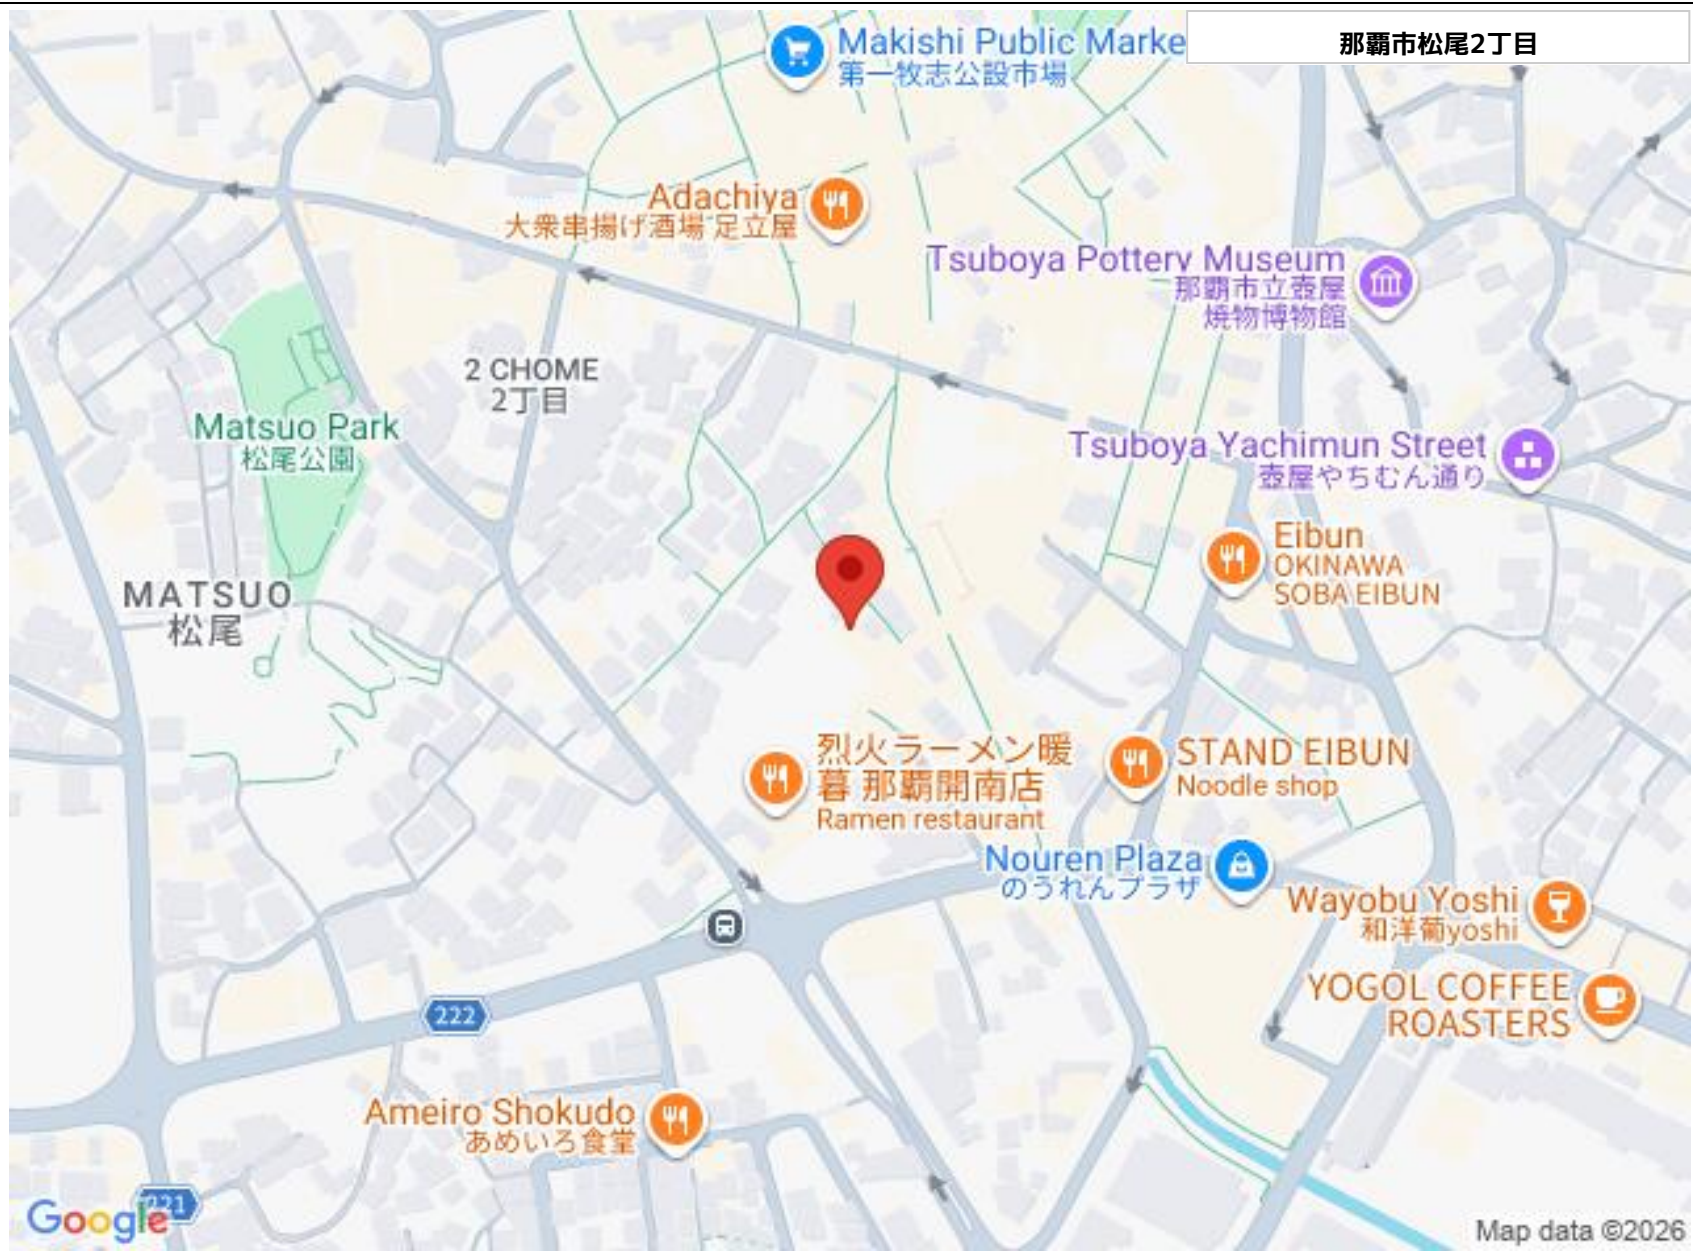 Makishi Public Marke
第一牧志公設市場
那覇市松尾2丁目
Adachiya
大衆串揚げ酒場 足立屋
Tsuboya Pottery Museum
那覇市立壺屋
焼物博物館
2 CHOME
2丁目
Matsuo Park
松尾公園
Tsuboya Yachimun Street
壺屋やちむん通り
Eibun
OKINAWA
SOBA EIBUN
MATSUO
松尾
烈火ラーメン暖
暮 那覇開南店
Ramen restaurant
STAND EIBUN
Noodle shop
Nouren Plaza
のうれんプラザ
Wayobu Yoshi
和洋葡yoshi
YOGOL COFFEE
ROASTERS
222
Ameiro Shokudo
あめいろ食堂
221
Google
Map data ©2026